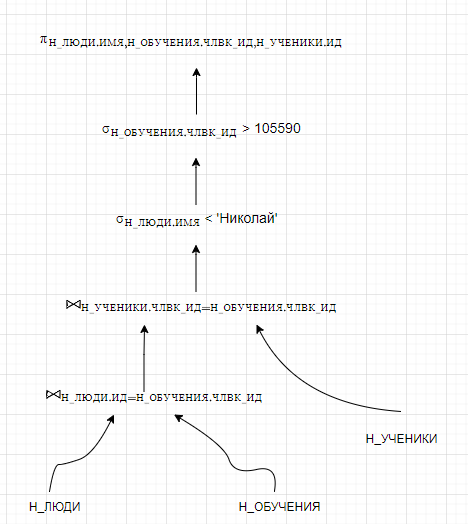 π н_люди.имя,н_обучения.члвк_ид,н_ученики.ид
σн_обучения.члвк_ид > 105590
σн_люди.имя < 'Николай'
⋈н_ученики.члвк_ид=н_обучения.члвк_ид
⋈н_люди.ид=н_обучения.члвк_ид
Н_УЧЕНИКИ
Н_ЛЮДИ
Н_ОБУЧЕНИЯ